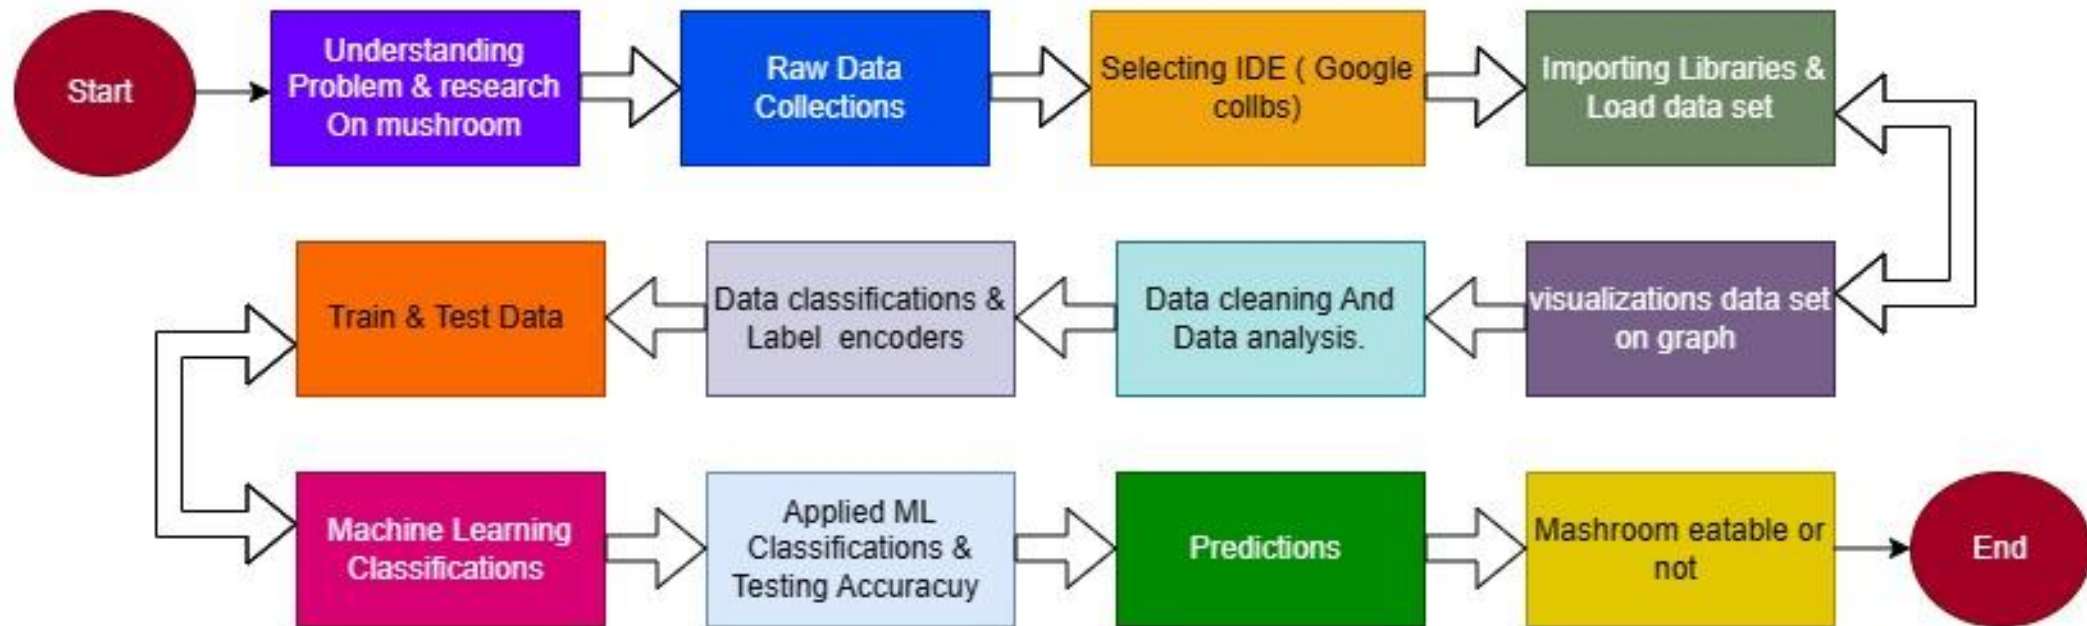 Start
Understanding
Problem & research
On mushroom
Raw Data
Collections
Selecting IDE ( Google
collbs)
Importing Libraries &
Load data set
visualizations data set
on graph
Data cleaning And
Data analysis.
Data classifications &
Label encoders
Train & Test Data
Machine Learning
Classifications
Applied ML
Classifications &
Testing Accuracuy
Predictions
Mashroom eatable or
not
End